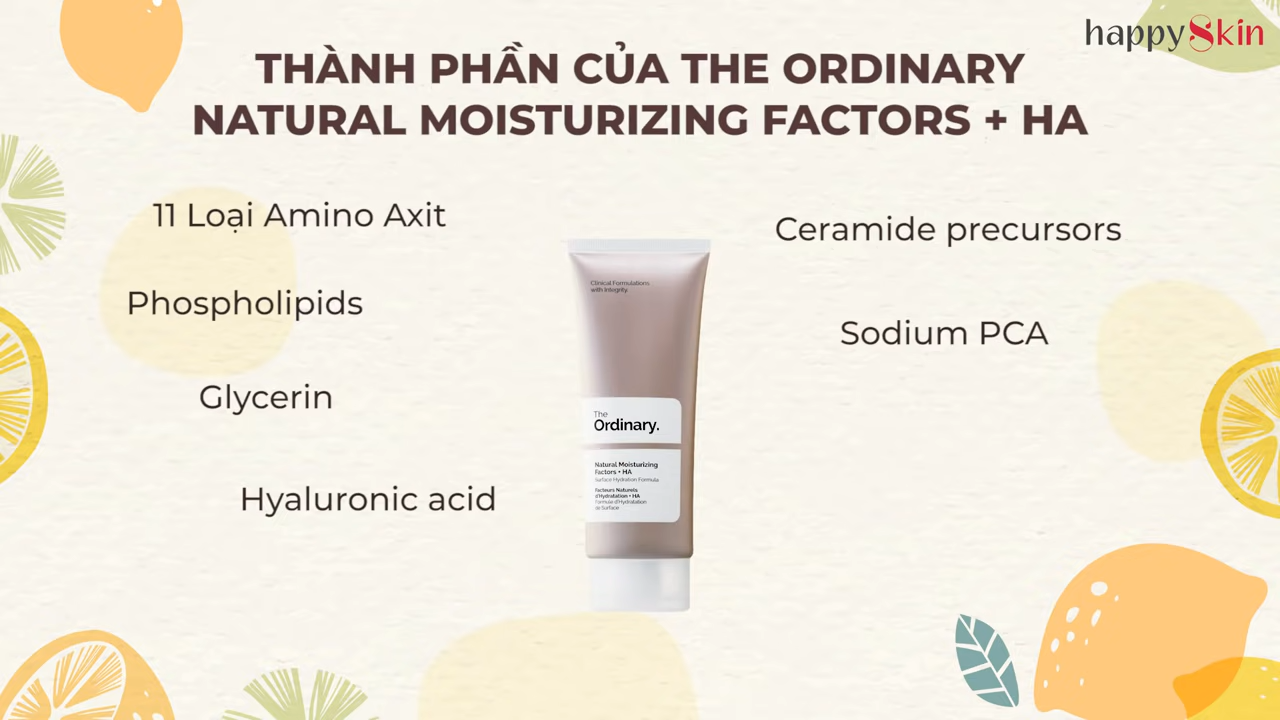 happySkin
THÀNH PHẦN CỦA THE ORDINARY
NATURAL MOISTURIZING FACTORS + HA
11 Loại Amino Axit
Phospholipids
Glycerin
Hyaluronic acid
Ceramide precursors
Sodium PCA
Clinical Formulations
with Integrity.
The
Ordinary.
Natural Moisturizing
Factors + HA
Surface Hydration Formula
Facteurs Naturels
d'Hydratation + HA
Formule d'Hydratation
de Surface